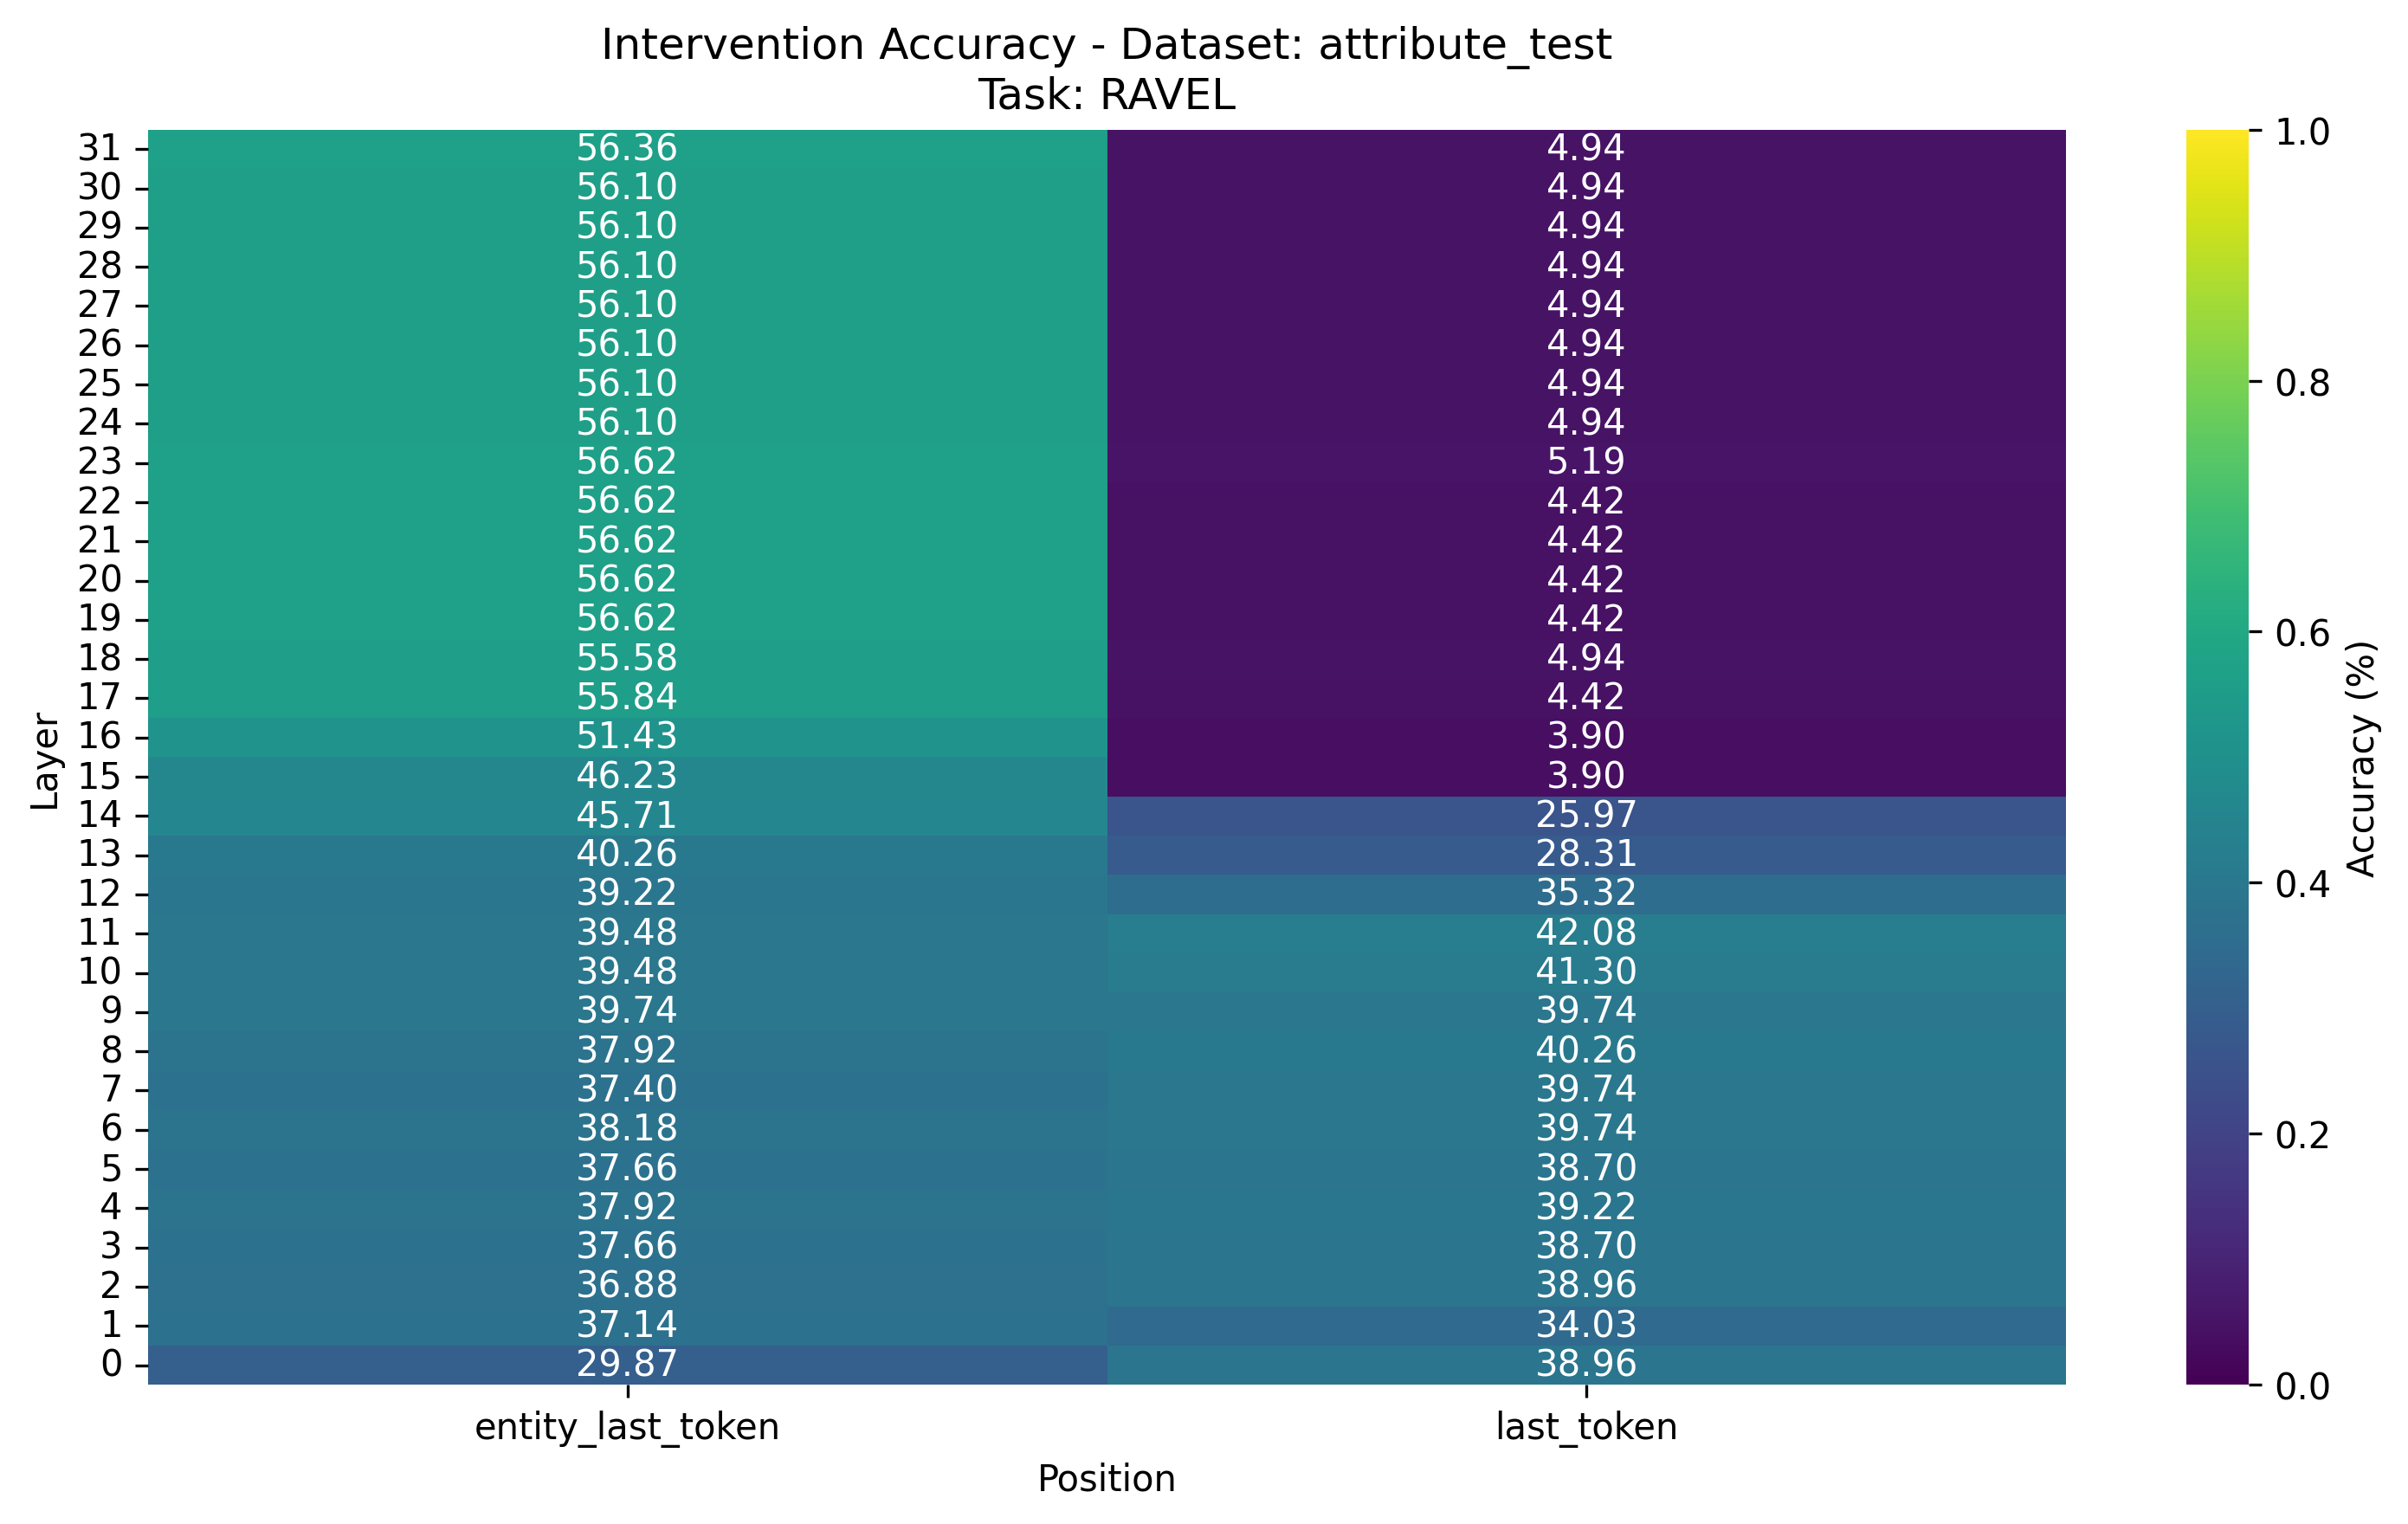 Intervention Accuracy - Dataset: attribute_test
Task: RAVEL
31 56.36 4.94
30 56.10 4.94
29 56.10 4.94
28 56.10 4.94
27 56.10 4.94
26 56.10 4.94
25 56.10 4.94
24 56.10 4.94
23 56.62 5.19
22 56.62 4.42
21 56.62 4.42
20 56.62 4.42
19 56.62 4.42
18 55.58 4.94
17 55.84 4.42
16 51.43 3.90
15 46.23 3.90
14 45.71 25.97
13 40.26 28.31
12 39.22 35.32
11 39.48 42.08
10 39.48 41.30
9 39.74 39.74
8 37.92 40.26
7 37.40 39.74
6 38.18 39.74
5 37.66 38.70
4 37.92 39.22
3 37.66 38.70
2 36.88 38.96
1 37.14 34.03
0 29.87 38.96
Layer
entity_last_token last_token
Position
1.0
0.8
0.6
0.4
0.2
0.0
Accuracy (%)